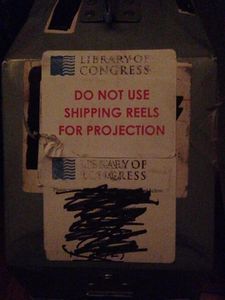 LIBRARY OF
CONGRESS
DO NOT USE
SHIPPING REELS
FOR PROJECTION
LIBRARY OF
CONGRESS